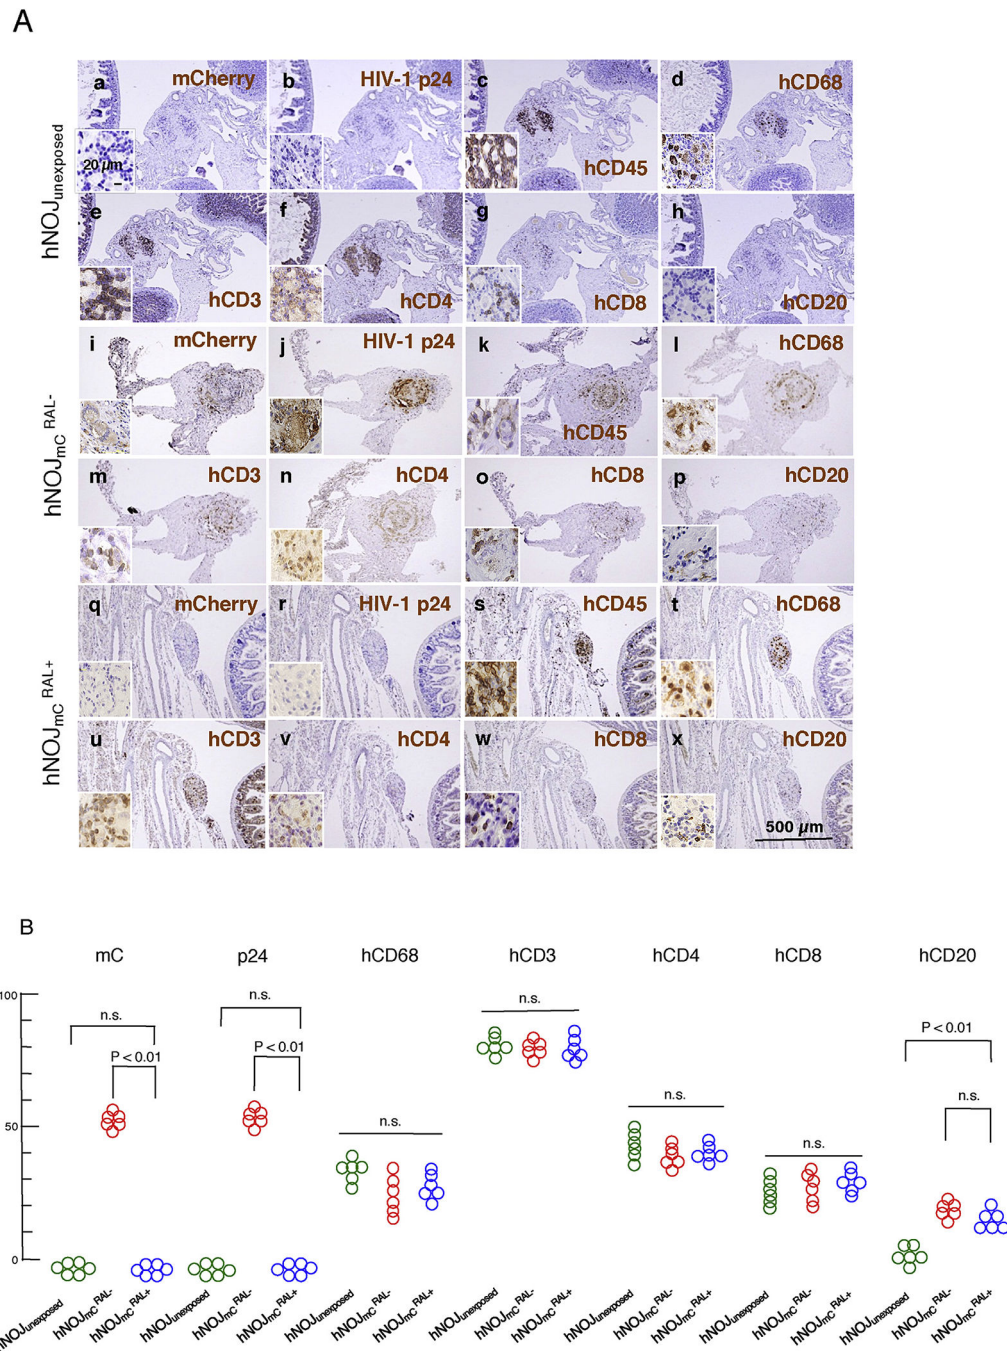 A
hNOJunexposed
a mCherry
b HIV-1 p24
c hCD45
d hCD68
20 µm
e hCD3
f hCD4
g hCD8
h hCD20
hNOJmC RAL-
i mCherry
j HIV-1 p24
k hCD45
l hCD68
m hCD3
n hCD4
o hCD8
p hCD20
hNOJmC RAL+
q mCherry
r HIV-1 p24
s hCD45
t hCD68
u hCD3
v hCD4
w hCD8
x hCD20
500 µm
B
mC p24 hCD68 hCD3 hCD4 hCD8 hCD20
100
50
0
n.s.
P < 0.01
n.s.
P < 0.01
n.s.
n.s.
n.s.
n.s.
P < 0.01
n.s.
hNOJunexposed
hNOJmC RAL-
hNOJmC RAL+
hNOJunexposed
hNOJmC RAL-
hNOJmC RAL+
hNOJunexposed
hNOJmC RAL-
hNOJmC RAL+
hNOJunexposed
hNOJmC RAL-
hNOJmC RAL+
hNOJunexposed
hNOJmC RAL-
hNOJmC RAL+
hNOJunexposed
hNOJmC RAL-
hNOJmC RAL+
hNOJunexposed
hNOJmC RAL-
hNOJmC RAL+